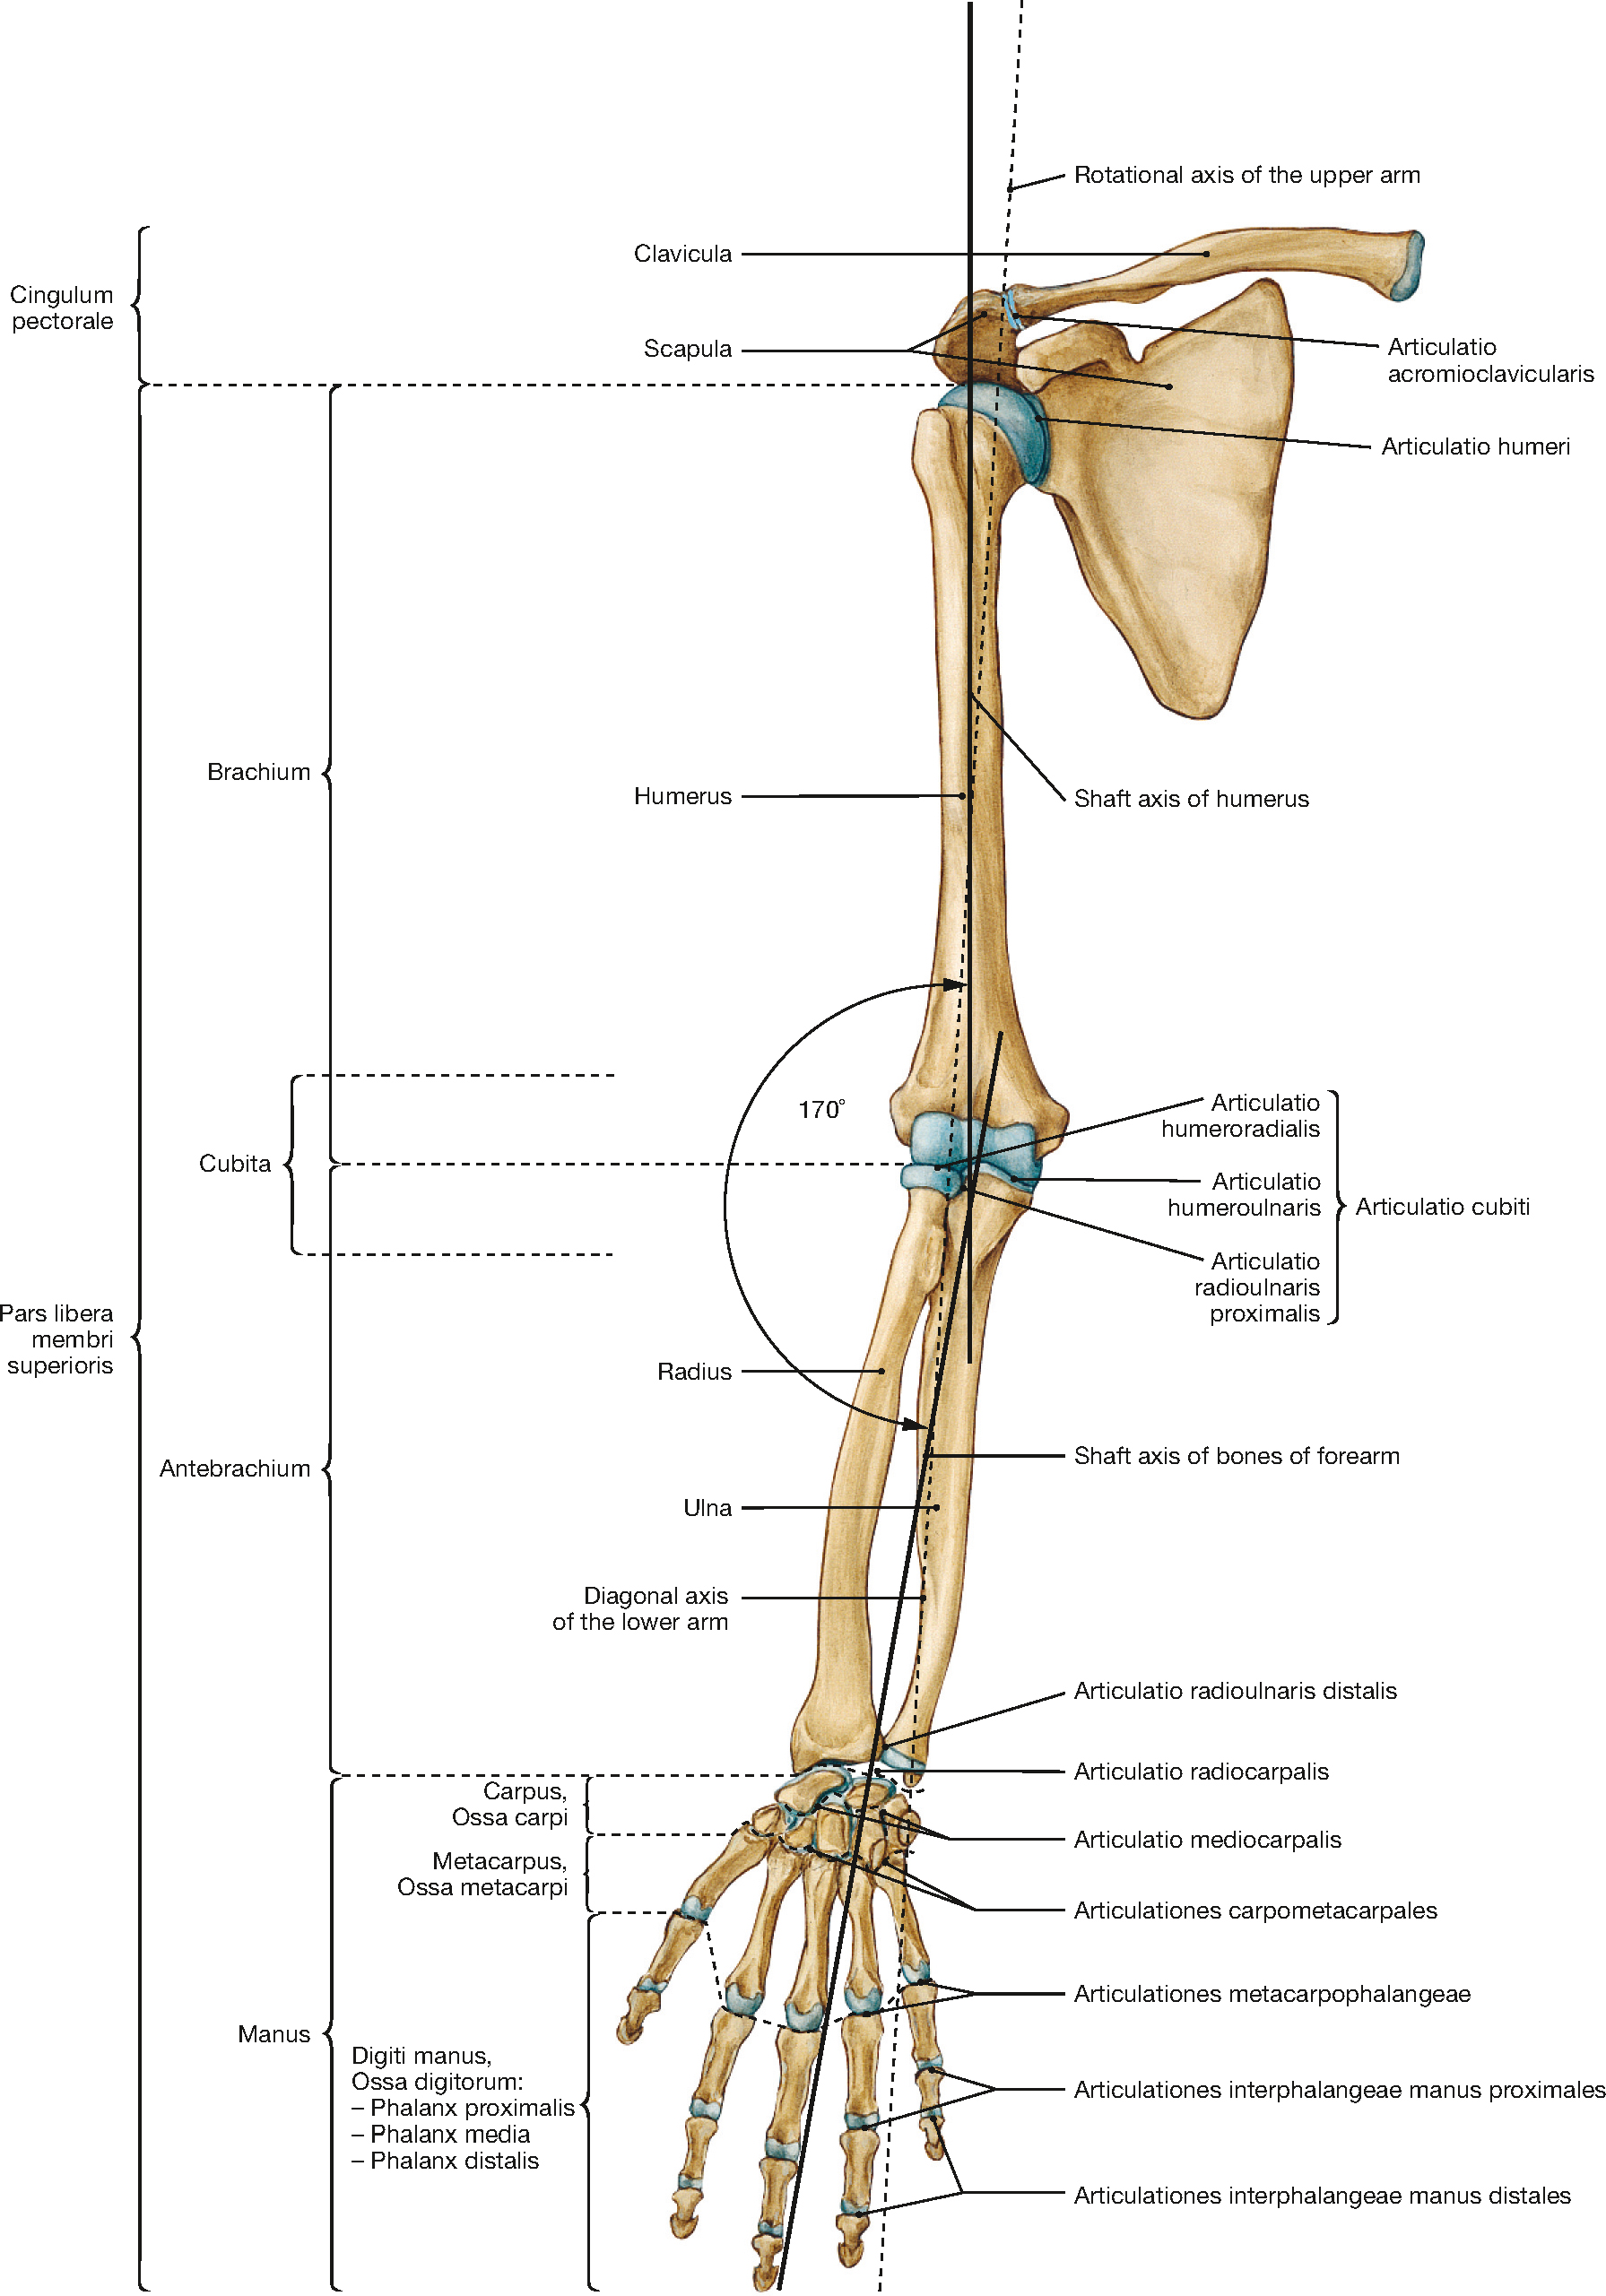 Rotational axis of the upper arm
Clavicula
Cingulum
pectorale
Scapula
Articulatio
acromioclavicularis
Articulatio humeri
Brachium
Humerus
Shaft axis of humerus
170°
Articulatio
humeroradialis
Cubita
Articulatio
humeroulnaris
Articulatio cubiti
Articulatio
radioulnaris
proximalis
Pars libera
membri
superioris
Radius
Antebrachium
Shaft axis of bones of forearm
Ulna
Diagonal axis
of the lower arm
Articulatio radioulnaris distalis
Articulatio radiocarpalis
Carpus,
Ossa carpi
Articulatio mediocarpalis
Metacarpus,
Ossa metacarpi
Articulationes carpometacarpales
Articulationes metacarpophalangeae
Manus
Digiti manus,
Ossa digitorum:
– Phalanx proximalis
– Phalanx media
– Phalanx distalis
Articulationes interphalangeae manus proximales
Articulationes interphalangeae manus distales